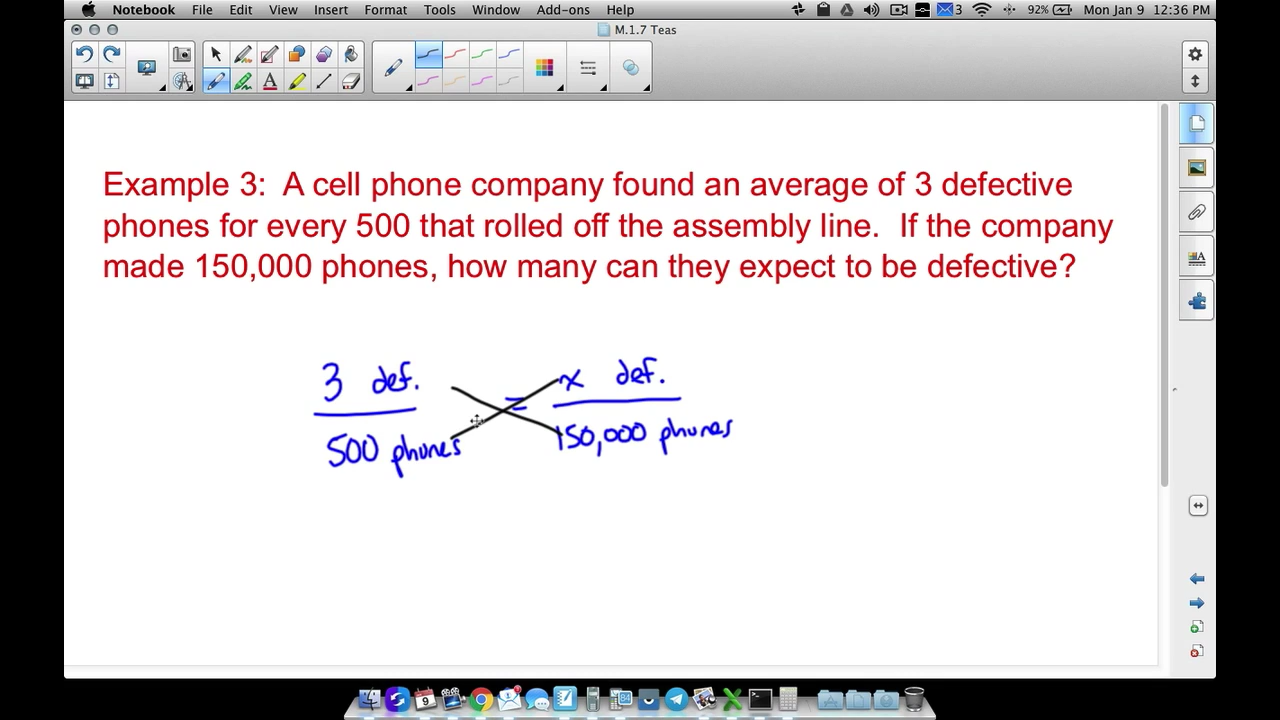 Notebook File Edit View Insert Format Tools Window Add-ons Help 3 92% Mon Jan 9 12:36 PM
M.1.7 Teas
Example 3: A cell phone company found an average of 3 defective
phones for every 500 that rolled off the assembly line. If the company
made 150,000 phones, how many can they expect to be defective?
3 def. = x def.
500 phones 150,000 phones